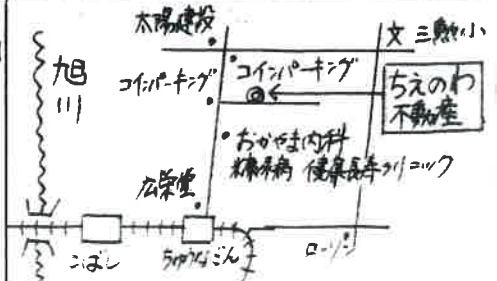 太陽建設
文 三勲小
旭川
コインパーキング
コインパーキング
ちえのわ
不動産
おかやま内科
糖尿病 健康長寿クリニック
広栄堂
こばし
ちゅうなごん
ローソン